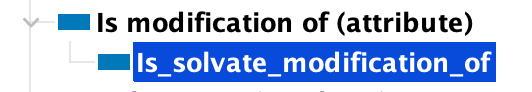 Is modification of (attribute)
Is_solvate_modification_of